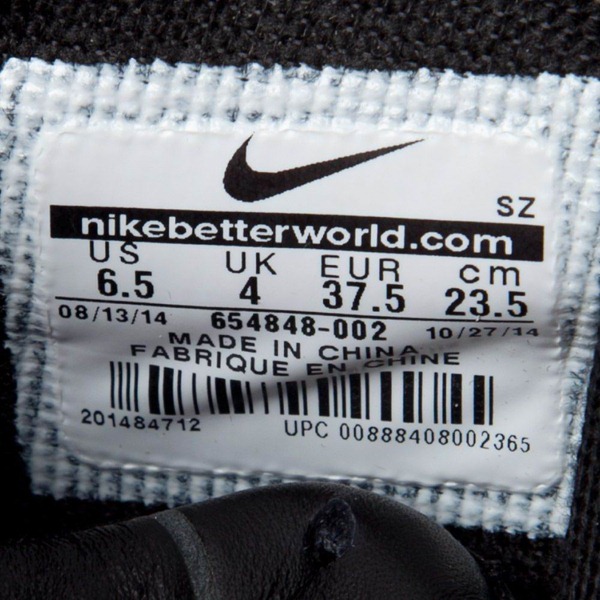 SZ
nikebetterworld.com
US UK EUR cm
6.5 4 37.5 23.5
08/13/14 654848-002 10/27/14
MADE IN CHINA
FABRIQUE EN CHINE
201484712 UPC 00888408002365